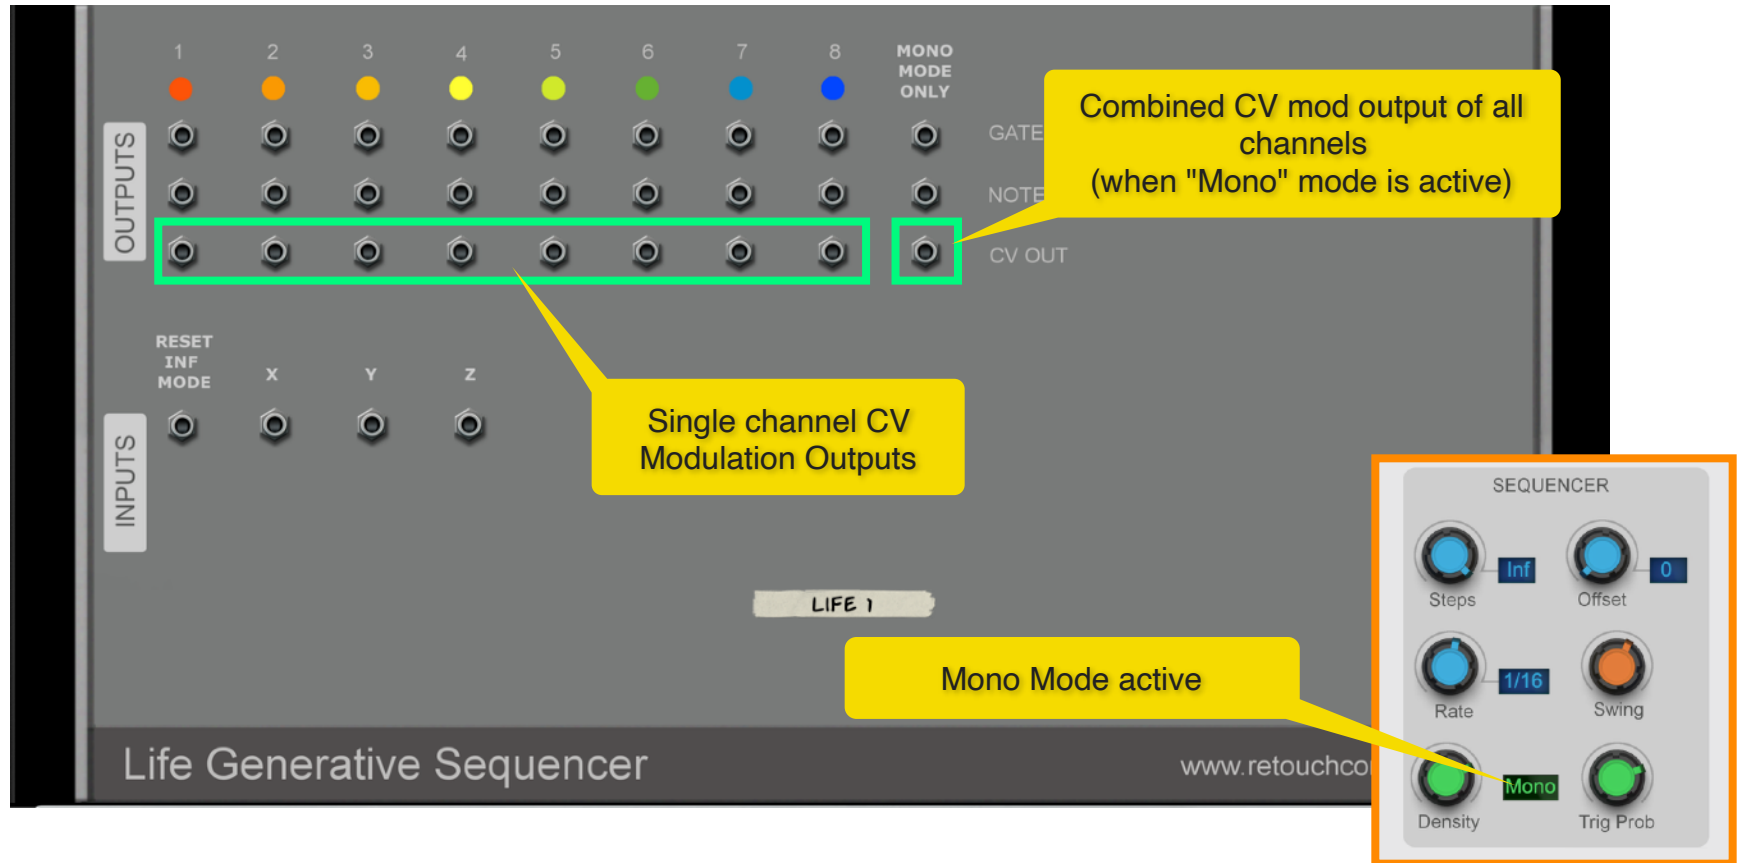 1 2 3 4 5 6 7 8 MONO
MODE
ONLY
OUTPUTS
GATE
NOTE
CV OUT
Combined CV mod output of all
channels
(when "Mono" mode is active)
RESET
INF
MODE
X Y Z
INPUTS
Single channel CV
Modulation Outputs
LIFE 1
Mono Mode active
Life Generative Sequencer
www.retouchco
SEQUENCER
Inf 0
Steps Offset
1/16
Rate Swing
Mono
Density Trig Prob